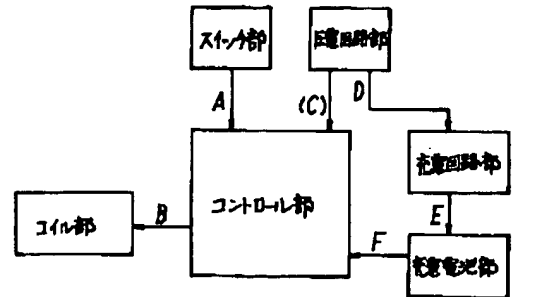 スイッチ部
圧電回路部
A
(C)
D
充電回路部
コントロール部
E
コイル部
B
F
充電電池部